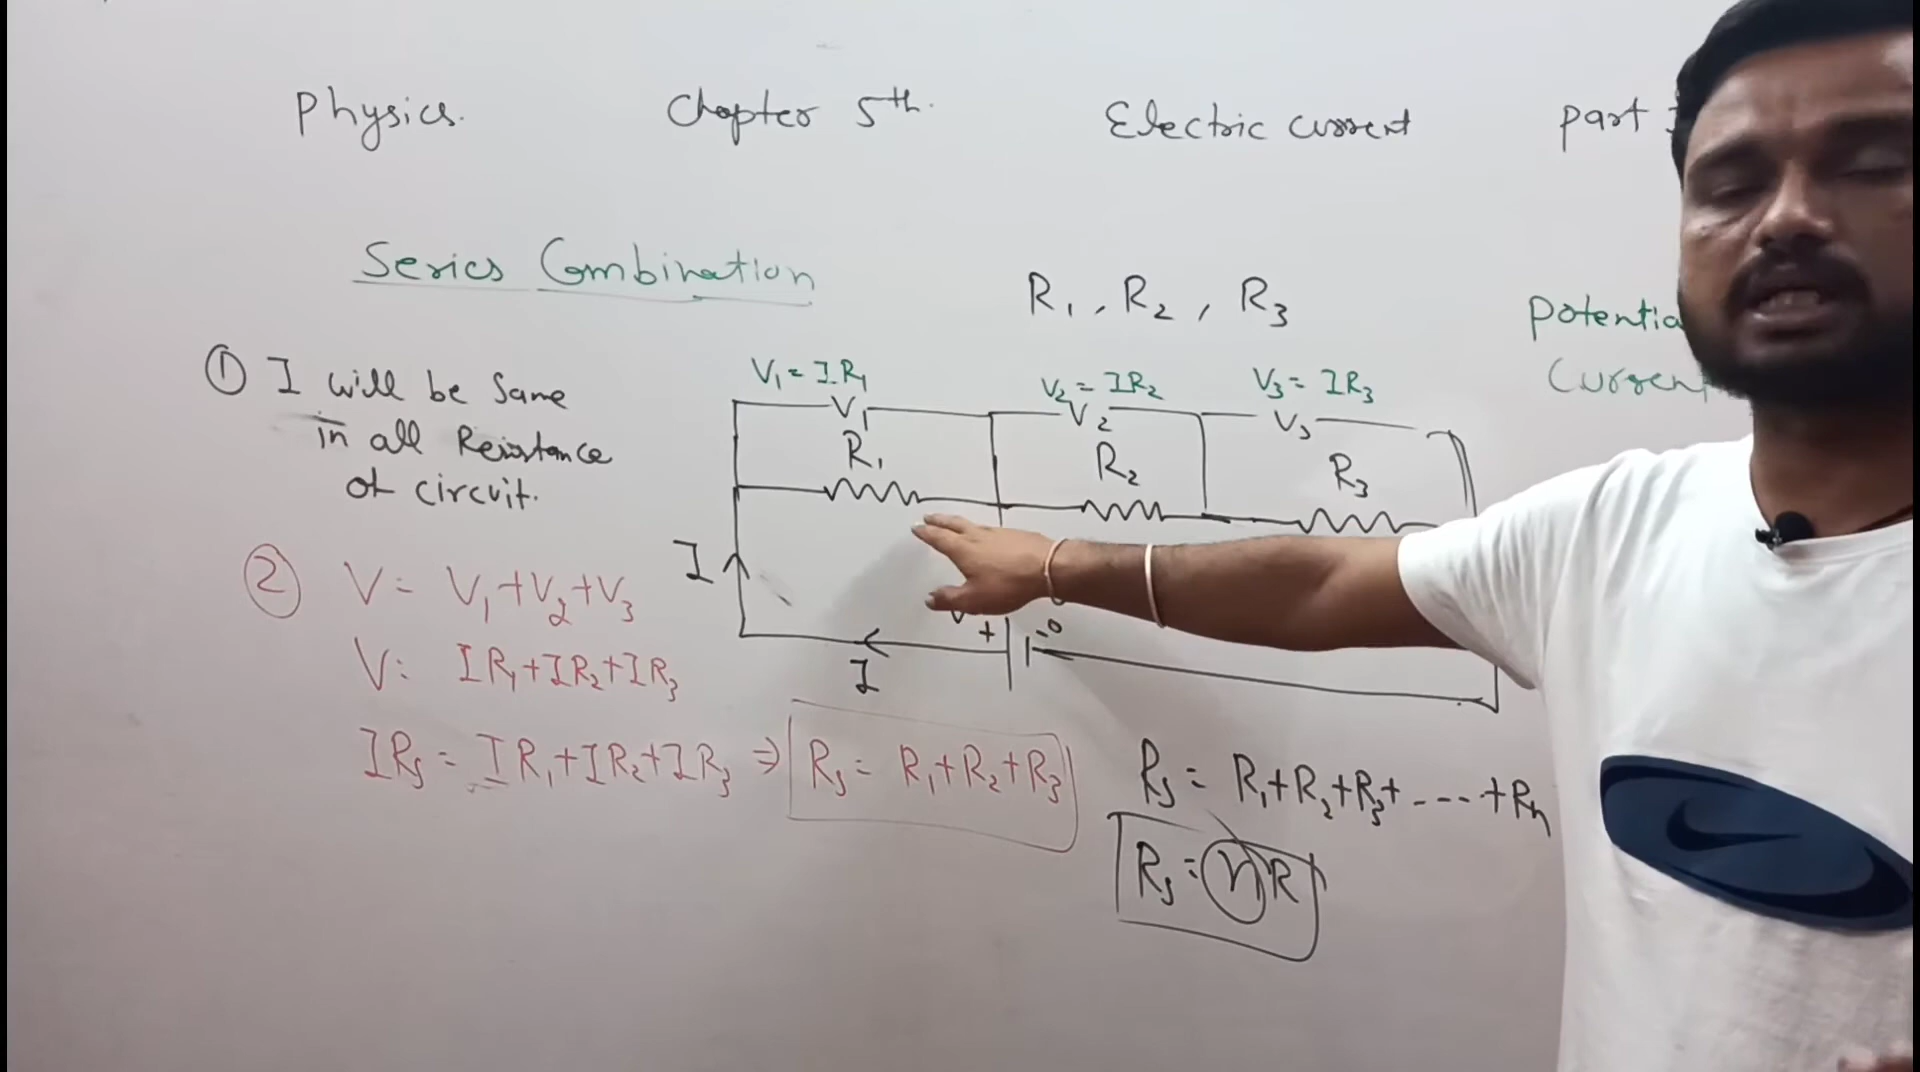 Physics. Chapter 5th. Electric current part
Series Combination
R1, R2, R3
① I will be same
in all Resistance
of circuit.
V1 = IR1 V2 = IR2 V3 = IR3
V1 V2 V3
R1 R2 R3
I
+ -
I
② V = V1+V2+V3
V: IR1+IR2+IR3
IRs = IR1+IR2+IR3 ⇒ Rs = R1+R2+R3
Rs = R1+R2+R3+----+Rn
Rs = nR